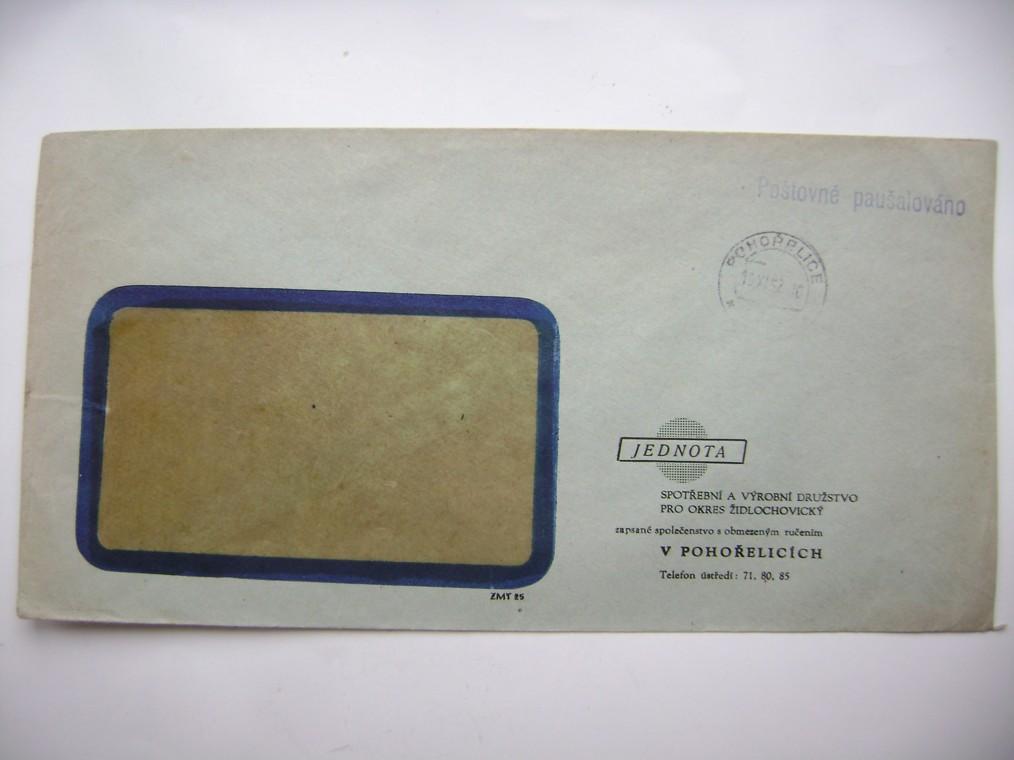 Poštovné paušalováno
POHOŘELICE
JEDNOTA
SPOTŘEBNÍ A VÝROBNÍ DRUŽSTVO
PRO OKRES ŽIDLOCHOVICKÝ
zapsané společenstvo s obmezeným ručením
V POHOŘELICÍCH
Telefon ústředí: 71, 80, 85
ZMT 25